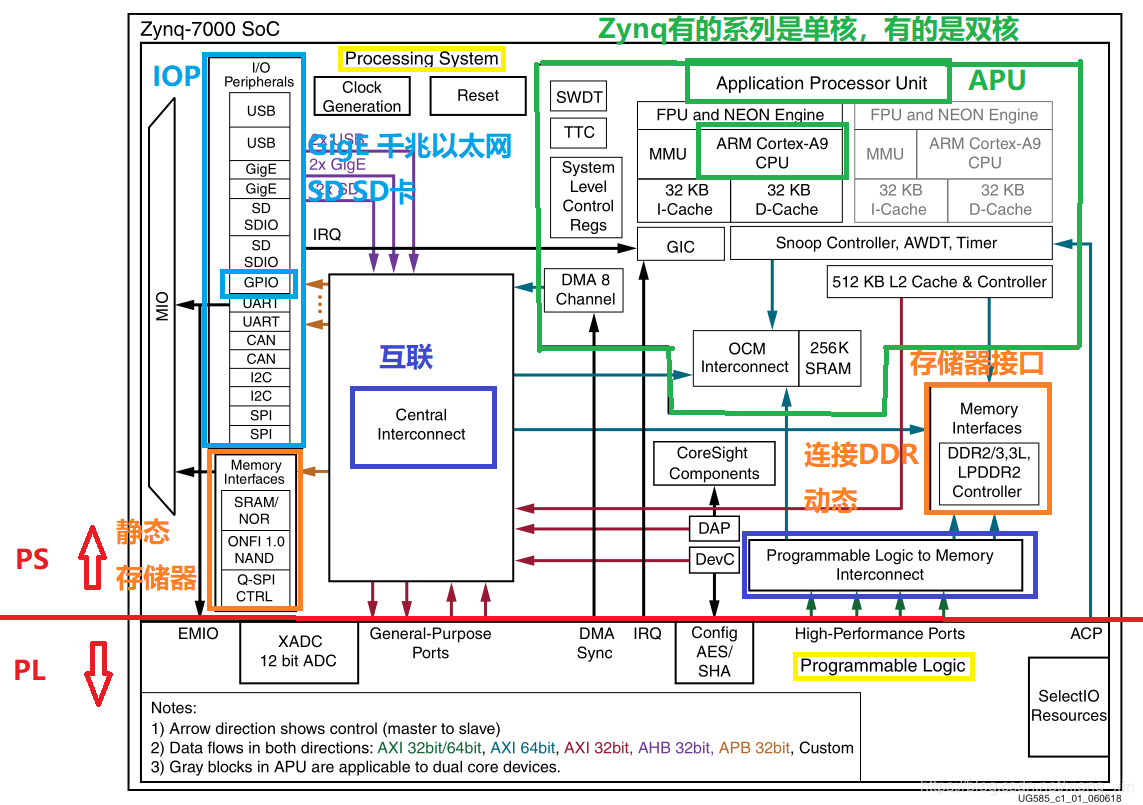 Zynq-7000 SoC
Zynq有的系列是单核，有的是双核
IOP
I/O
Peripherals
USB
USB
GigE
GigE
SD
SDIO
SD
SDIO
GPIO
UART
UART
CAN
CAN
I2C
I2C
SPI
SPI
MIO
Memory
Interfaces
SRAM/
NOR
ONFI 1.0
NAND
Q-SPI
CTRL
静态
存储器
Processing System
Clock
Generation
Reset
2x USB
GigE 千兆以太网
2x GigE
2x SD
SD SD卡
IRQ
互联
Central
Interconnect
Application Processor Unit
APU
SWDT
TTC
System
Level
Control
Regs
FPU and NEON Engine
MMU
ARM Cortex-A9
CPU
32 KB
I-Cache
32 KB
D-Cache
FPU and NEON Engine
MMU
ARM Cortex-A9
CPU
32 KB
I-Cache
32 KB
D-Cache
GIC
Snoop Controller, AWDT, Timer
DMA 8
Channel
512 KB L2 Cache & Controller
OCM
Interconnect
256K
SRAM
存储器接口
Memory
Interfaces
DDR2/3,3L,
LPDDR2
Controller
连接DDR
动态
CoreSight
Components
DAP
DevC
Programmable Logic to Memory
Interconnect
PS
PL
EMIO
XADC
12 bit ADC
General-Purpose
Ports
DMA
Sync
IRQ
Config
AES/
SHA
High-Performance Ports
ACP
Programmable Logic
SelectIO
Resources
Notes:
1) Arrow direction shows control (master to slave)
2) Data flows in both directions: AXI 32bit/64bit, AXI 64bit, AXI 32bit, AHB 32bit, APB 32bit, Custom
3) Gray blocks in APU are applicable to dual core devices.
UG585_c1_01_060618